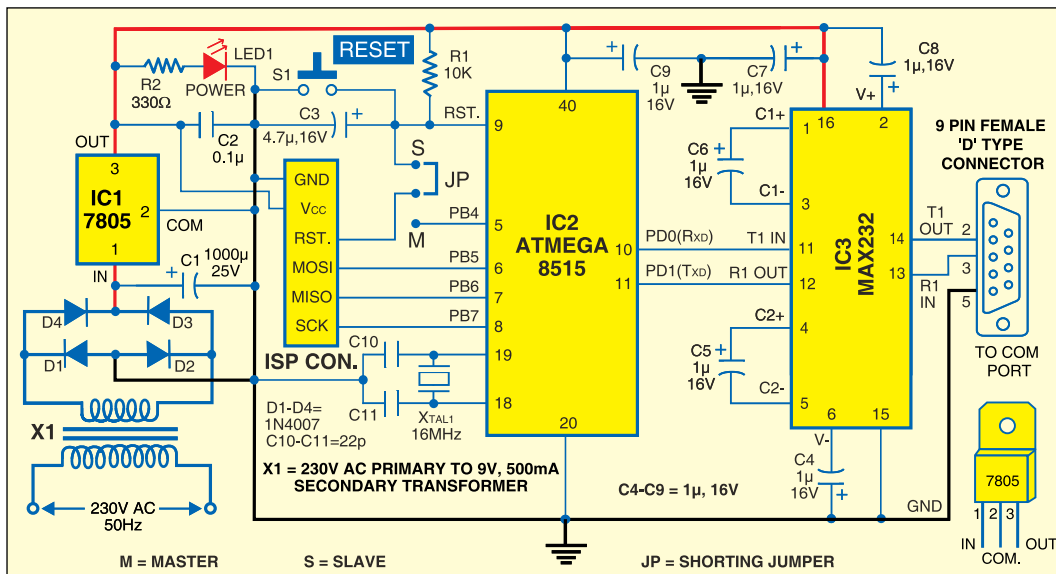 LED1
R2
330Ω
POWER
S1
RESET
R1
10K
C3
4.7µ,16V
+
C2
0.1µ
OUT
3
IC1
7805
2
COM
1
IN
+
C1
1000µ
25V
D4
D3
D1
D2
X1
230V AC
50Hz
GND
VCC
RST.
MOSI
MISO
SCK
ISP CON.
S
JP
M
RST.
PB4
PB5
PB6
PB7
C10
C11
XTAL1
16MHz
D1-D4=
1N4007
C10-C11=22p
X1 = 230V AC PRIMARY TO 9V, 500mA
SECONDARY TRANSFORMER
40
9
5
6
7
8
19
18
20
10
11
IC2
ATMEGA
8515
+
C9
1µ
16V
C7
+
1µ,16V
C8
1µ,16V
+
V+
PD0(RXD)
T1 IN
PD1(TXD)
R1 OUT
C1+
+
C6
1µ
16V
C1-
C2+
+
C5
1µ
16V
C2-
16
2
1
3
11
12
4
5
6
15
14
13
IC3
MAX232
V-
C4
1µ
16V
+
C4-C9 = 1µ, 16V
GND
9 PIN FEMALE
'D' TYPE
CONNECTOR
T1
OUT
2
3
R1
IN
5
TO COM
PORT
7805
1
2
3
IN
COM.
OUT
M = MASTER
S = SLAVE
JP = SHORTING JUMPER